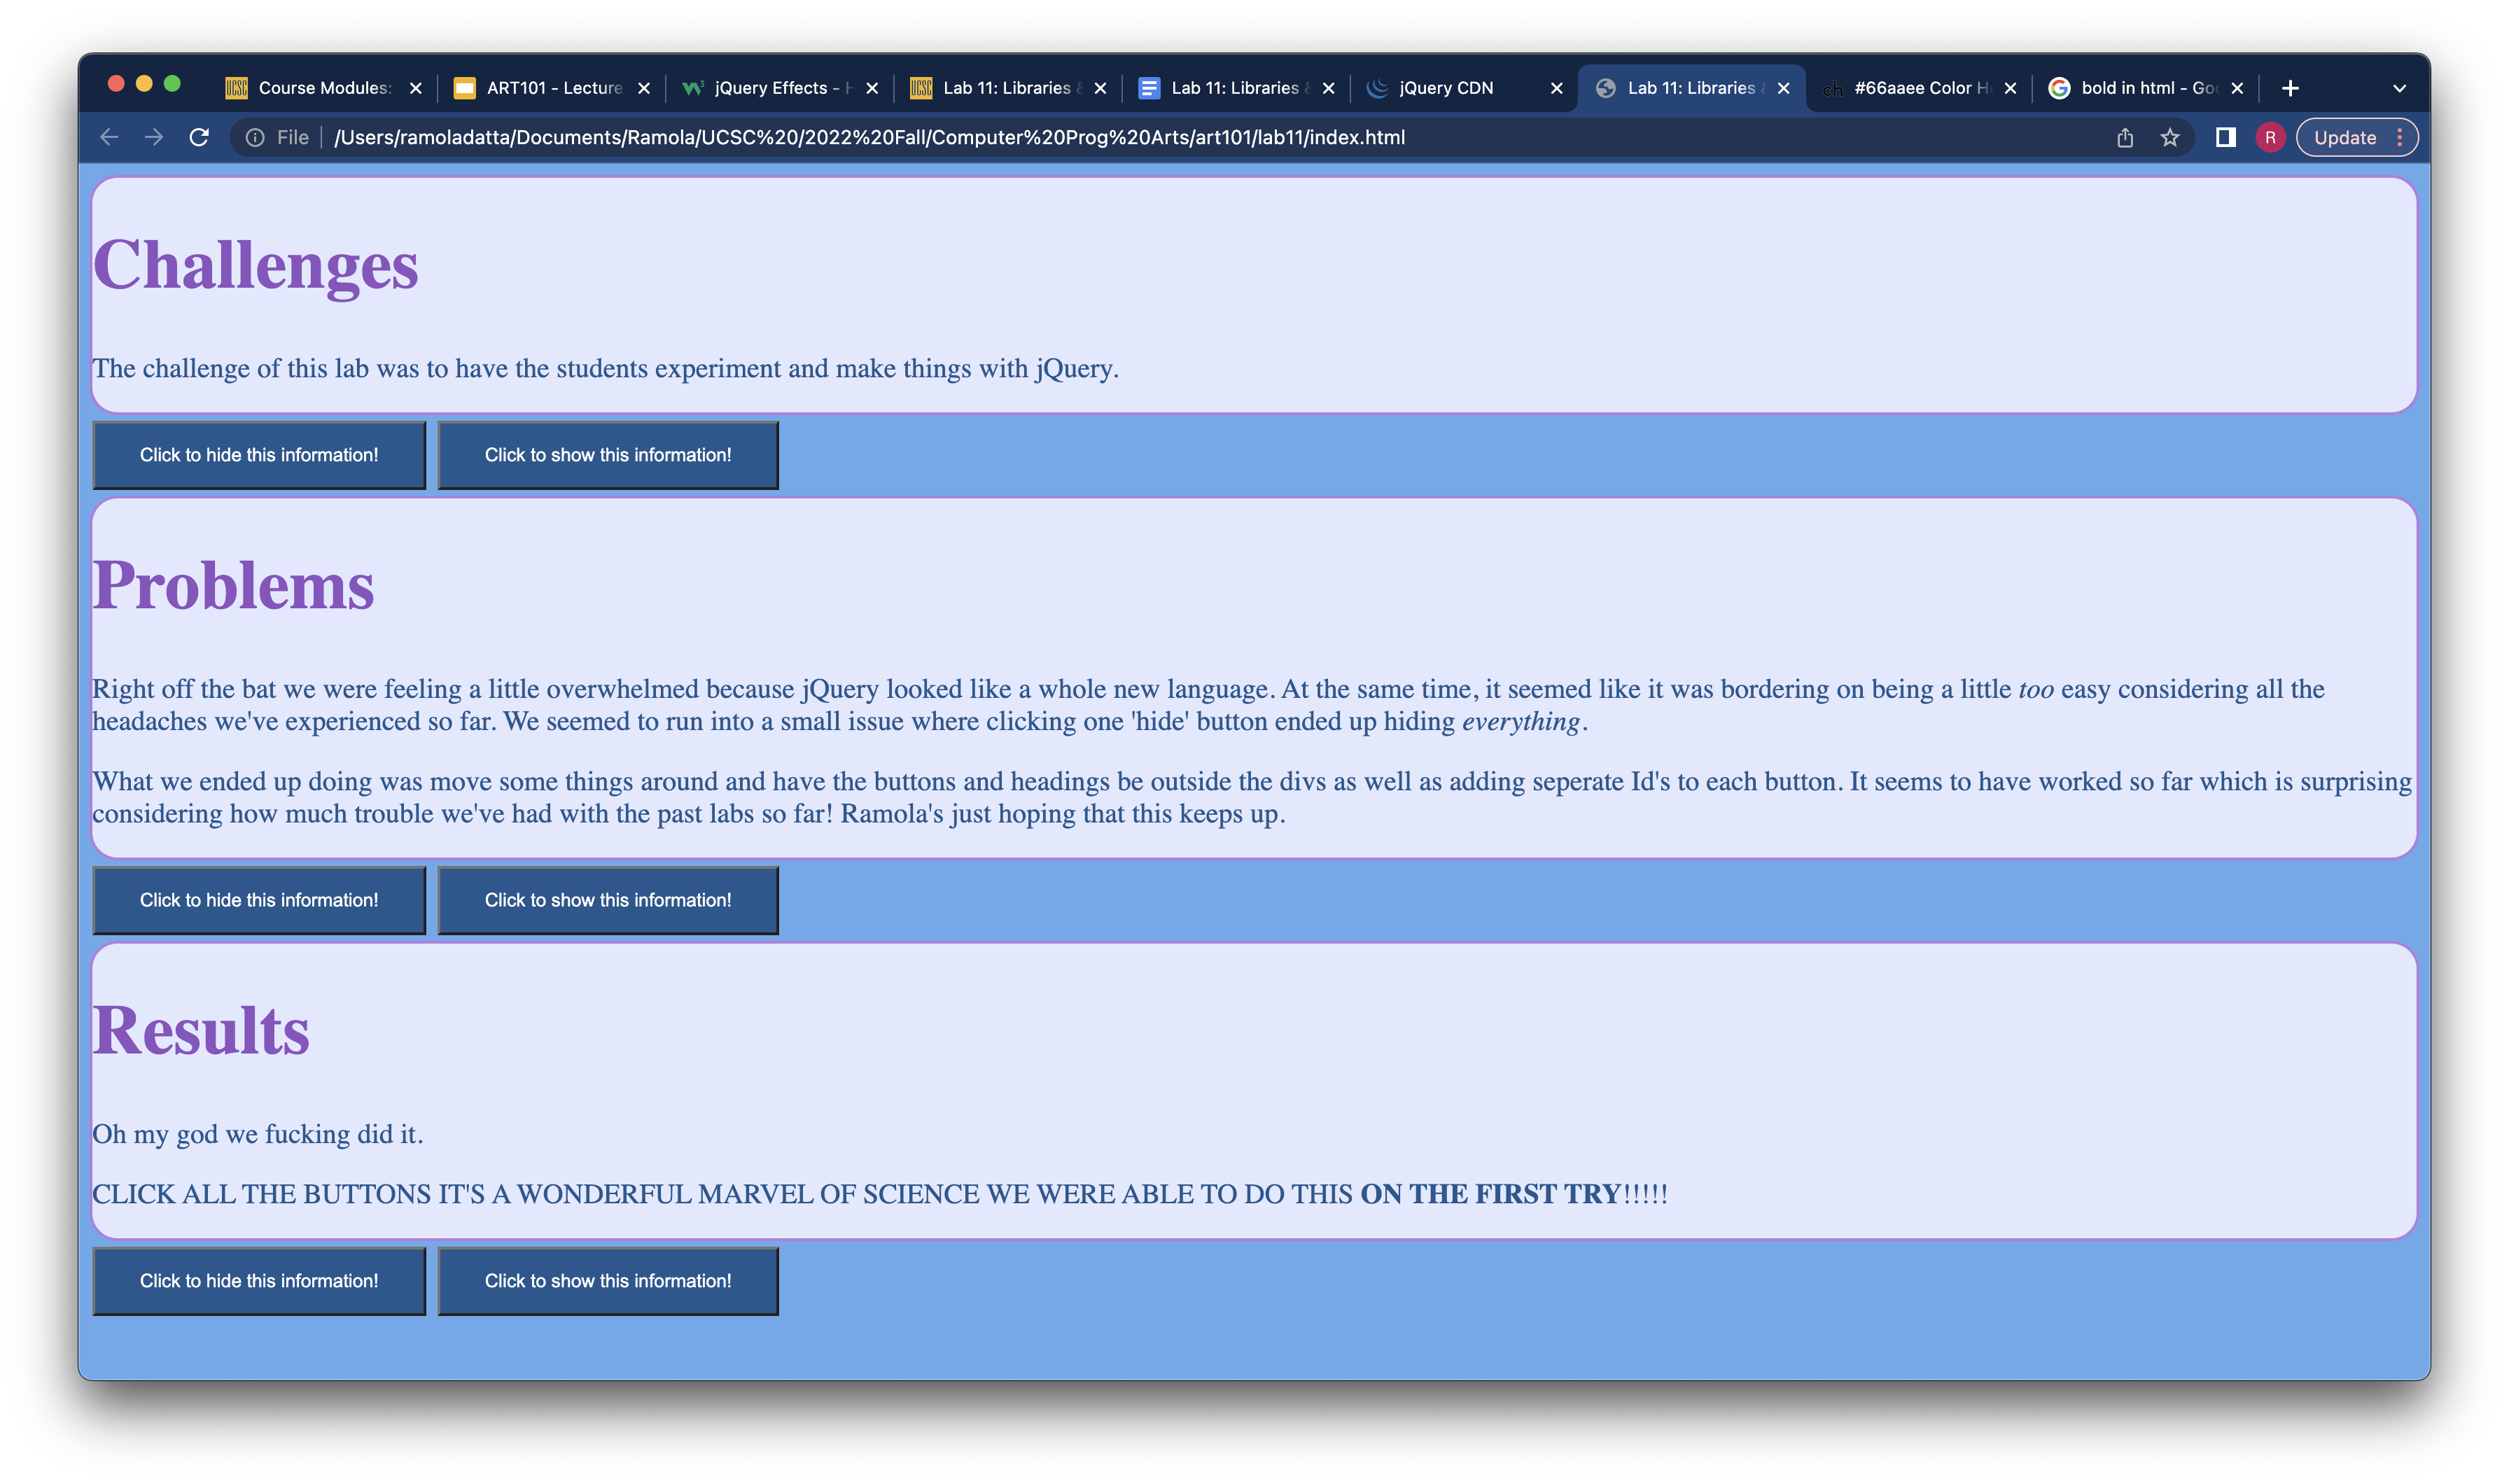 Course Modules:
ART101 - Lecture
jQuery Effects - H
Lab 11: Libraries &
Lab 11: Libraries &
jQuery CDN
Lab 11: Libraries &
ch
#66aaee Color H
bold in html - Goo
File
/Users/ramoladatta/Documents/Ramola/UCSC%20/2022%20Fall/Computer%20Prog%20Arts/art101/lab11/index.html
R
Update
Challenges
The challenge of this lab was to have the students experiment and make things with jQuery.
Click to hide this information!
Click to show this information!
Problems
Right off the bat we were feeling a little overwhelmed because jQuery looked like a whole new language. At the same time, it seemed like it was bordering on being a little too easy considering all the
headaches we've experienced so far. We seemed to run into a small issue where clicking one 'hide' button ended up hiding everything.
What we ended up doing was move some things around and have the buttons and headings be outside the divs as well as adding seperate Id's to each button. It seems to have worked so far which is surprising
considering how much trouble we've had with the past labs so far! Ramola's just hoping that this keeps up.
Click to hide this information!
Click to show this information!
Results
Oh my god we fucking did it.
CLICK ALL THE BUTTONS IT'S A WONDERFUL MARVEL OF SCIENCE WE WERE ABLE TO DO THIS ON THE FIRST TRY!!!!!
Click to hide this information!
Click to show this information!